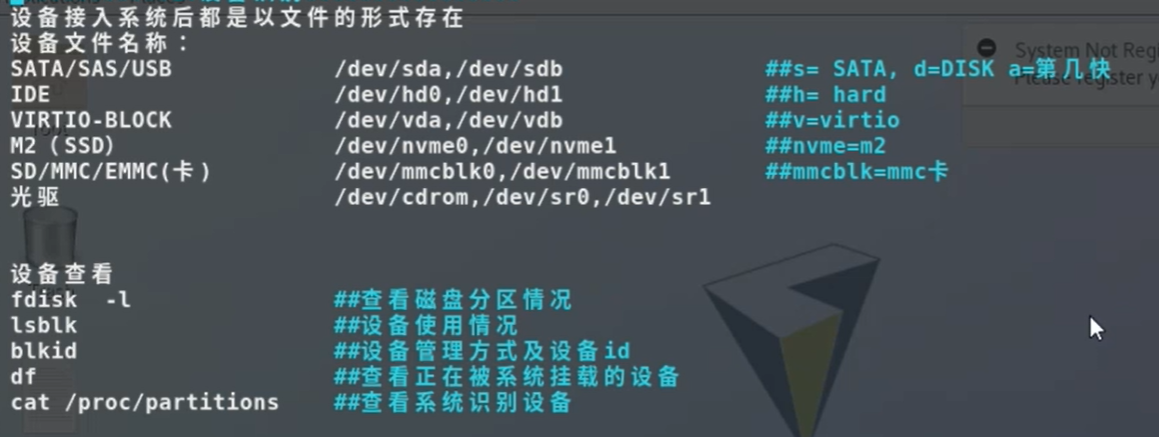 设备接入系统后都是以文件的形式存在
设备文件名称：
SATA/SAS/USB /dev/sda,/dev/sdb ##s= SATA, d=DISK a=第几快
IDE /dev/hd0,/dev/hd1 ##h= hard
VIRTIO-BLOCK /dev/vda,/dev/vdb ##v=virtio
M2（SSD） /dev/nvme0,/dev/nvme1 ##nvme=m2
SD/MMC/EMMC(卡) /dev/mmcblk0,/dev/mmcblk1 ##mmcblk=mmc卡
光驱 /dev/cdrom,/dev/sr0,/dev/sr1
System Not Regi
Please register y
设备查看
fdisk -l ##查看磁盘分区情况
lsblk ##设备使用情况
blkid ##设备管理方式及设备id
df ##查看正在被系统挂载的设备
cat /proc/partitions ##查看系统识别设备